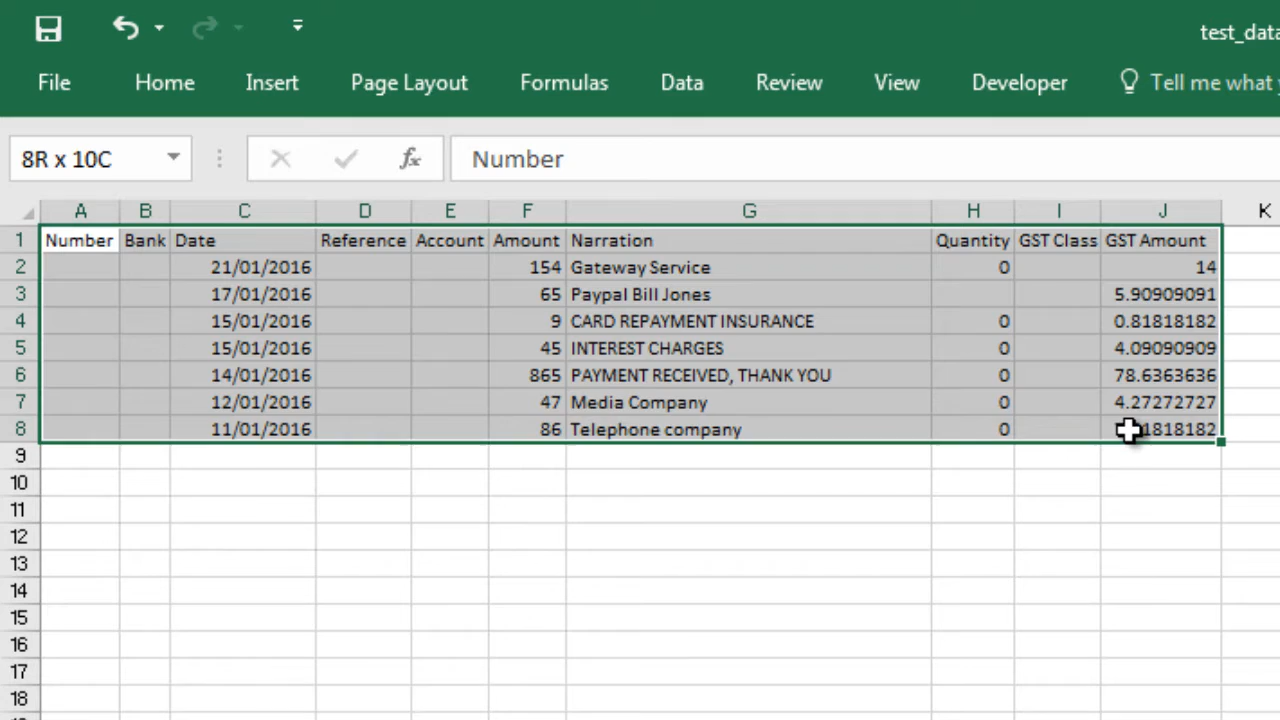 test_data
File Home Insert Page Layout Formulas Data Review View Developer Tell me what
8R x 10C fx Number
A B C D E F G H I J K
1 Number Bank Date Reference Account Amount Narration Quantity GST Class GST Amount
2 21/01/2016 154 Gateway Service 0 14
3 17/01/2016 65 Paypal Bill Jones 5.90909091
4 15/01/2016 9 CARD REPAYMENT INSURANCE 0 0.81818182
5 15/01/2016 45 INTEREST CHARGES 0 4.09090909
6 14/01/2016 865 PAYMENT RECEIVED, THANK YOU 0 78.6363636
7 12/01/2016 47 Media Company 0 4.27272727
8 11/01/2016 86 Telephone company 0
9
10
11
12
13
14
15
16
17
18